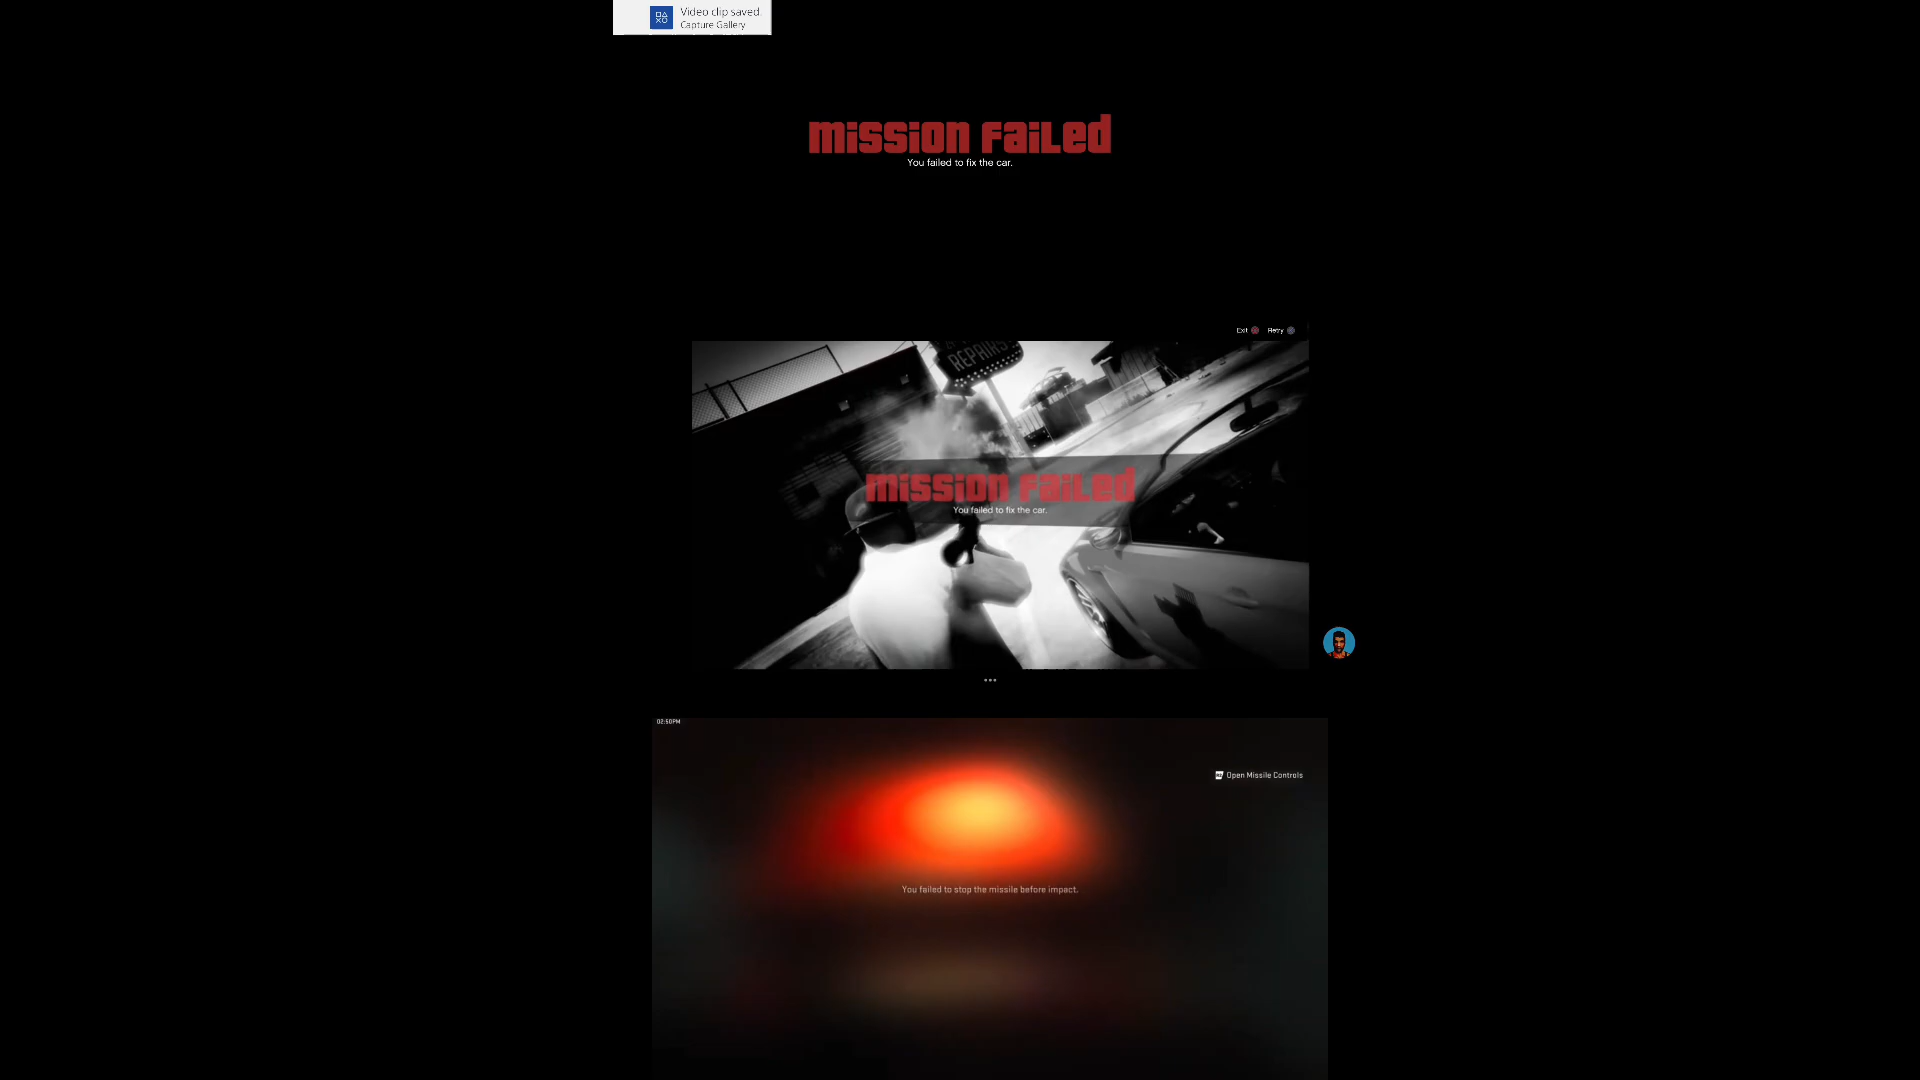 Video clip saved.
Capture Gallery
mission failed
You failed to fix the car.
Exit
Retry
REPAIRS
mission failed
You failed to fix the car.
02:50PM
Open Missile Controls
You failed to stop the missile before impact.